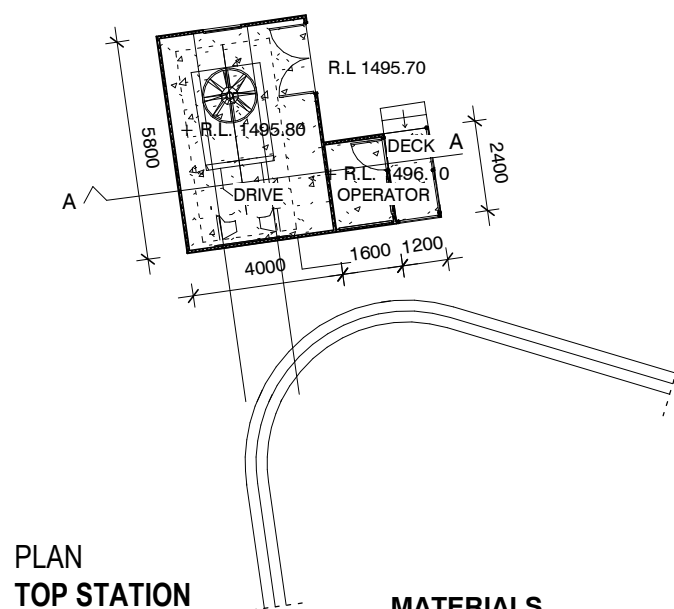 R.L 1495.70
5800
+ R.L. 1495.80
DECK
A
2400
+ R.L. 1496.10
A
DRIVE
OPERATOR
4000
1600
1200
PLAN
TOP STATION
MATERIALS